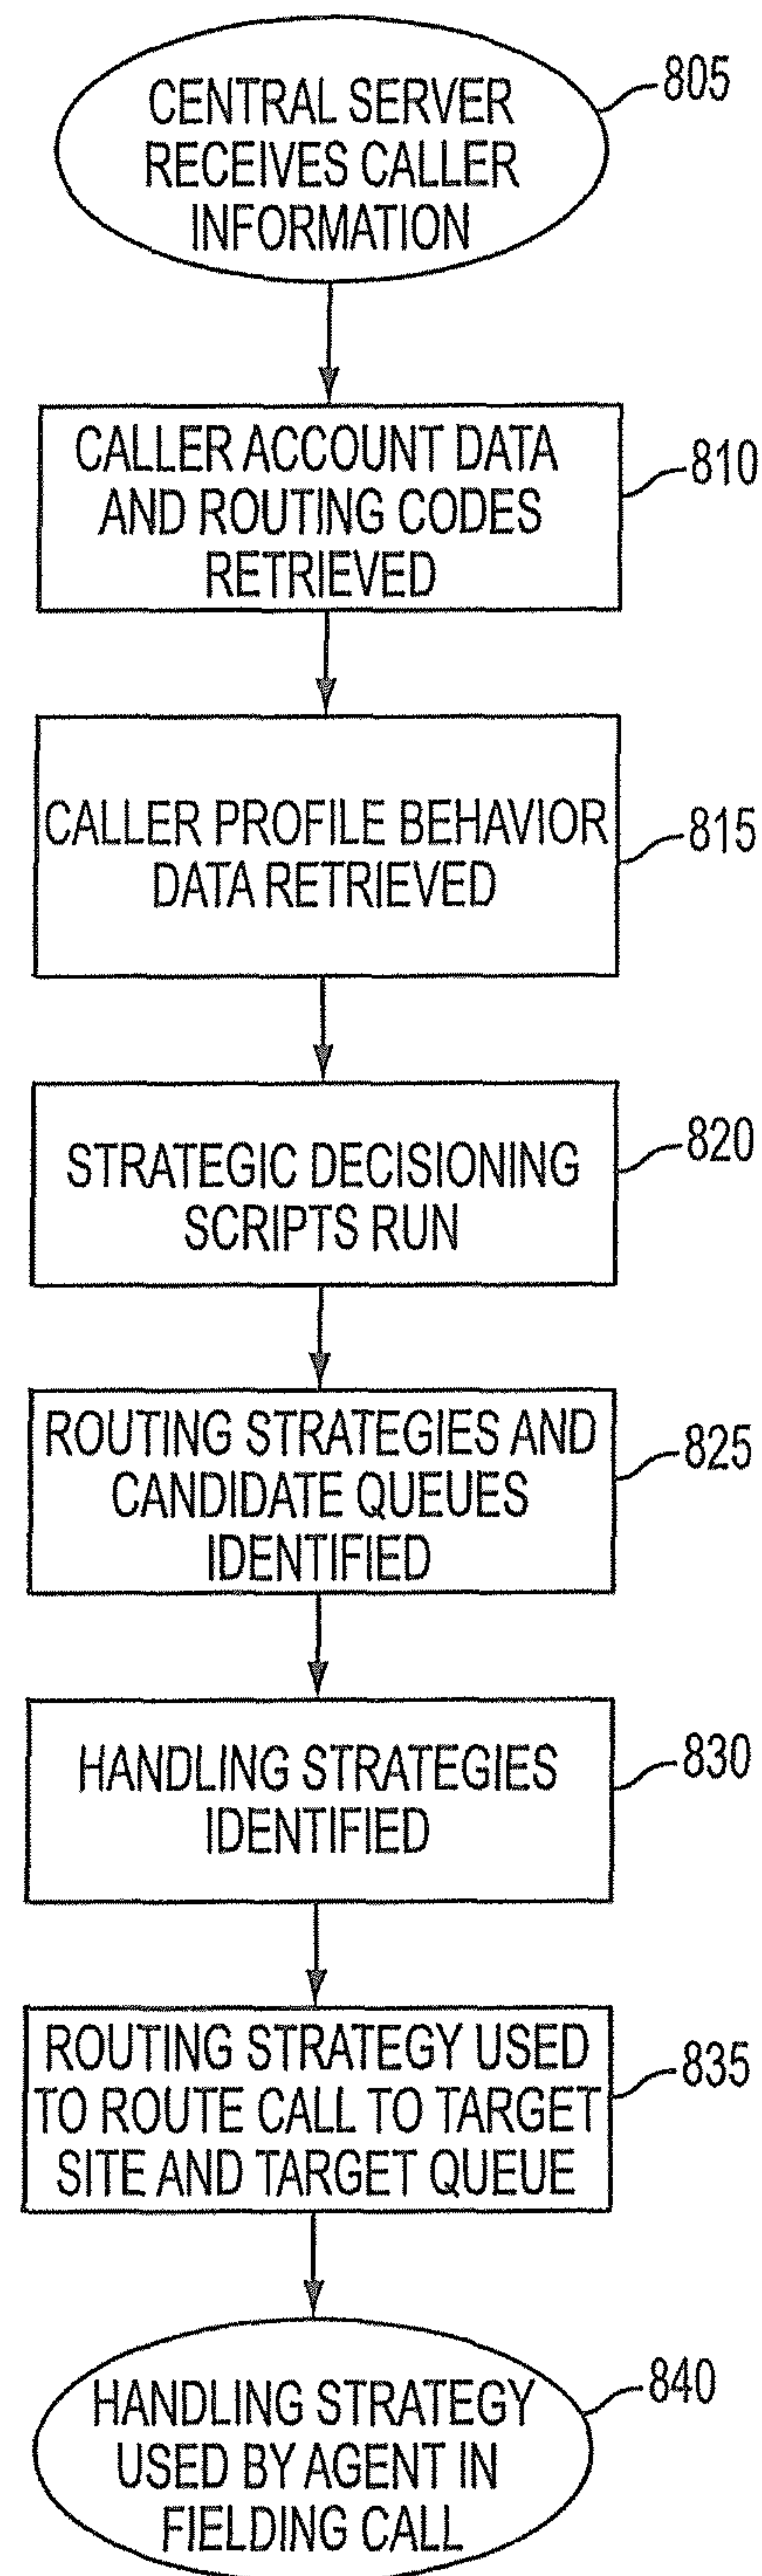 CENTRAL SERVER
RECEIVES CALLER
INFORMATION
805
CALLER ACCOUNT DATA
AND ROUTING CODES
RETRIEVED
810
CALLER PROFILE BEHAVIOR
DATA RETRIEVED
815
STRATEGIC DECISIONING
SCRIPTS RUN
820
ROUTING STRATEGIES AND
CANDIDATE QUEUES
IDENTIFIED
825
HANDLING STRATEGIES
IDENTIFIED
830
ROUTING STRATEGY USED
TO ROUTE CALL TO TARGET
SITE AND TARGET QUEUE
835
HANDLING STRATEGY
USED BY AGENT IN
FIELDING CALL
840